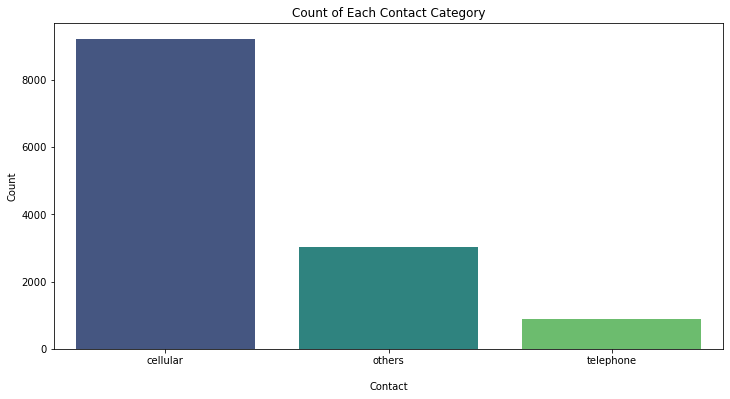 Count of Each Contact Category
8000
6000
4000
2000
0
Count
cellular
others
telephone
Contact